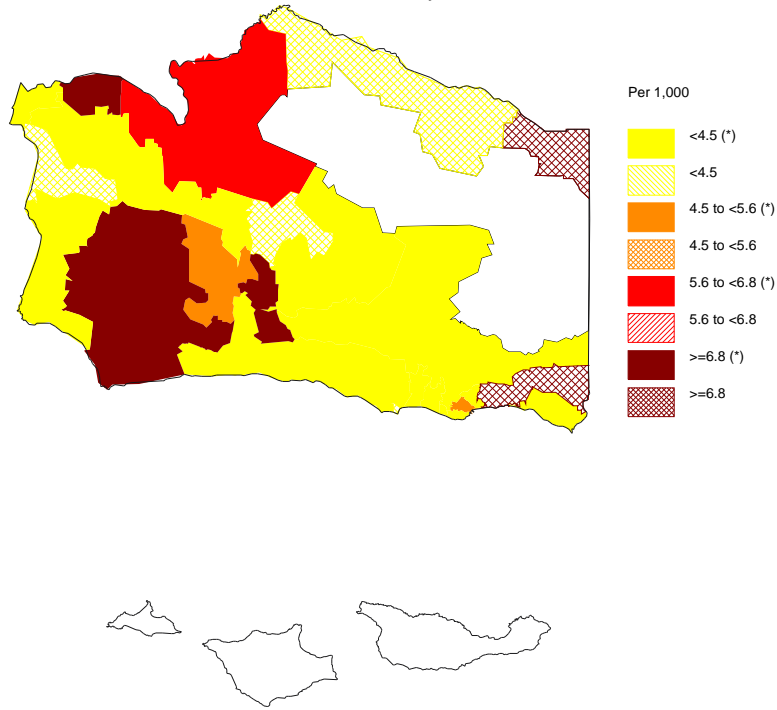 Per 1,000
<4.5 (*)
<4.5
4.5 to <5.6 (*)
4.5 to <5.6
5.6 to <6.8 (*)
5.6 to <6.8
>=6.8 (*)
>=6.8